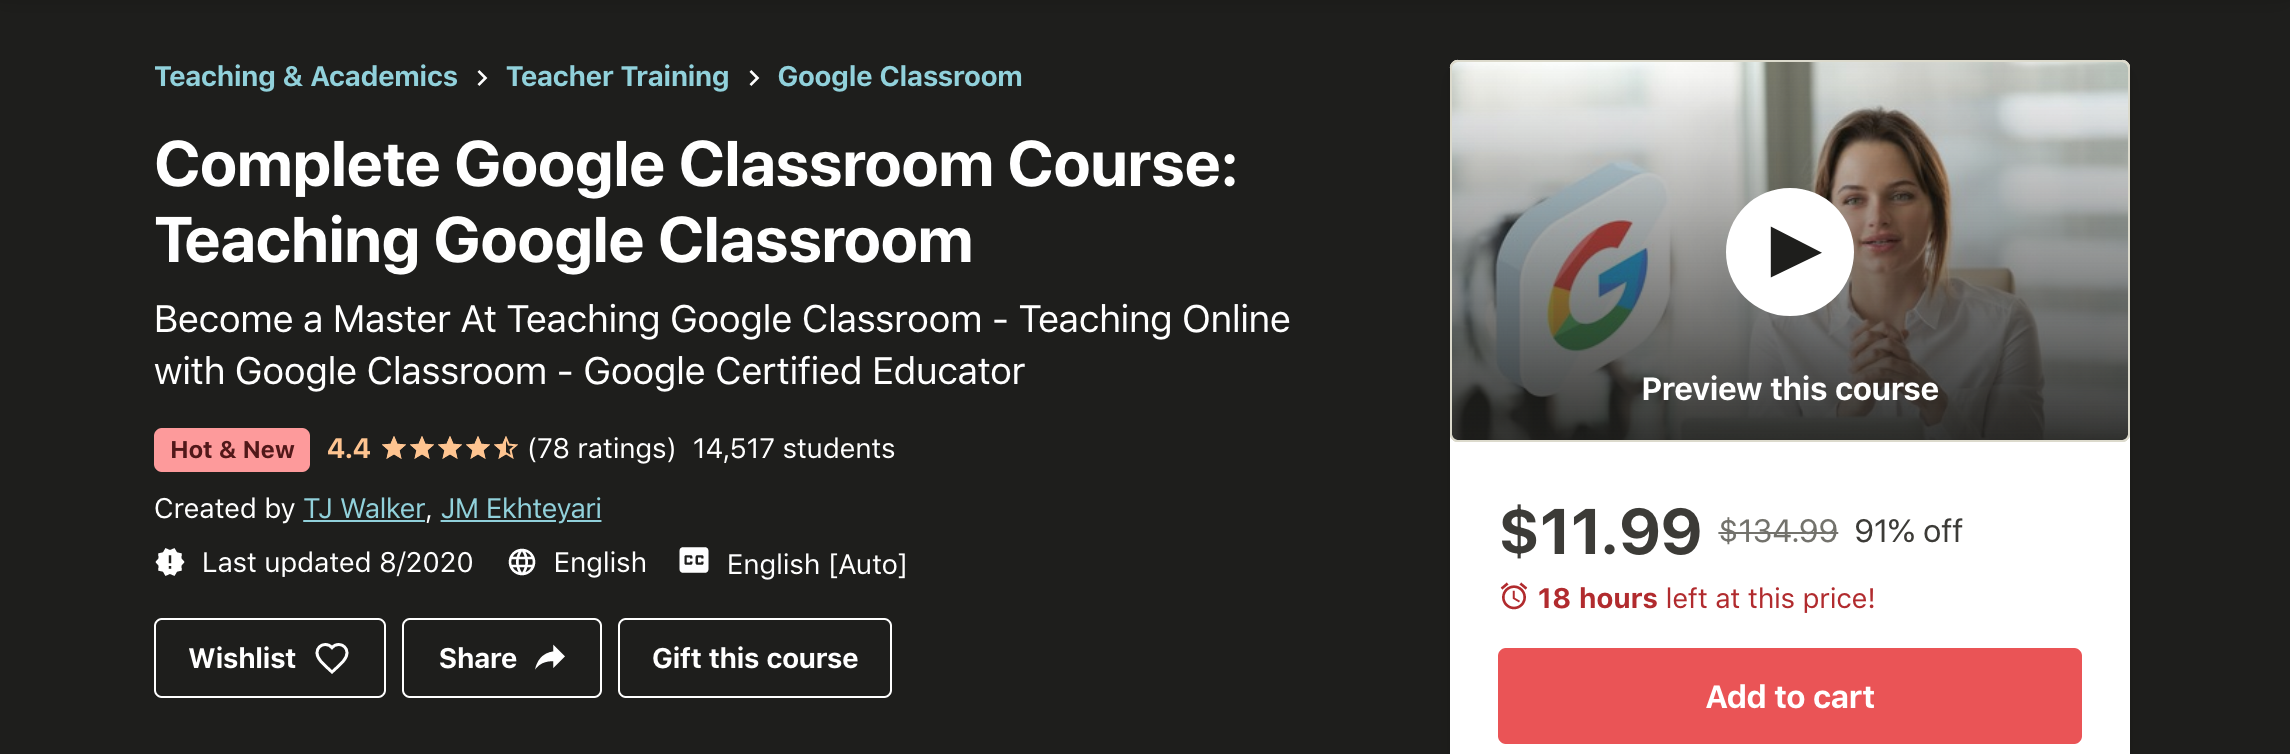 Teaching & Academics > Teacher Training > Google Classroom
Complete Google Classroom Course:
Teaching Google Classroom
Become a Master At Teaching Google Classroom - Teaching Online
with Google Classroom - Google Certified Educator
Hot & New 4.4 (78 ratings) 14,517 students
Created by TJ Walker, JM Ekhteyari
Last updated 8/2020 English CC English [Auto]
Wishlist Share Gift this course
G
Preview this course
$11.99 $134.99 91% off
18 hours left at this price!
Add to cart